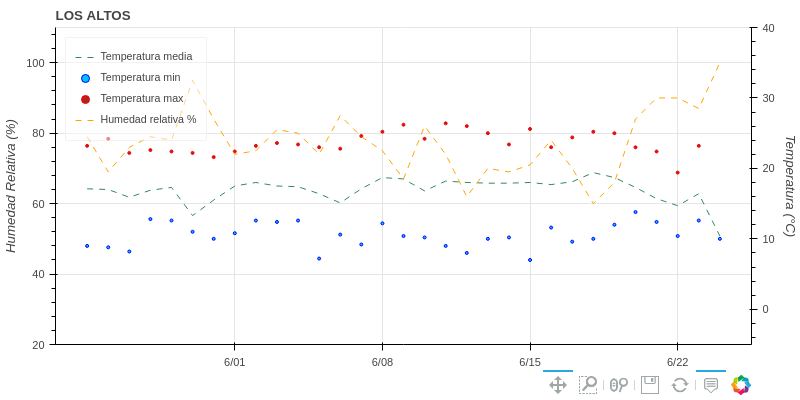 LOS ALTOS
Temperatura media
Temperatura min
Temperatura max
Humedad relativa %
Humedad Relativa (%)
100
80
60
40
20
Temperatura (°C)
40
30
20
10
0
6/01
6/08
6/15
6/22